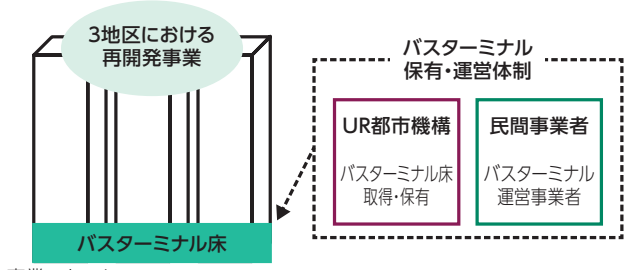 3地区における
再開発事業
バスターミナル
保有・運営体制
UR都市機構
バスターミナル床
取得・保有
民間事業者
バスターミナル
運営事業者
バスターミナル床